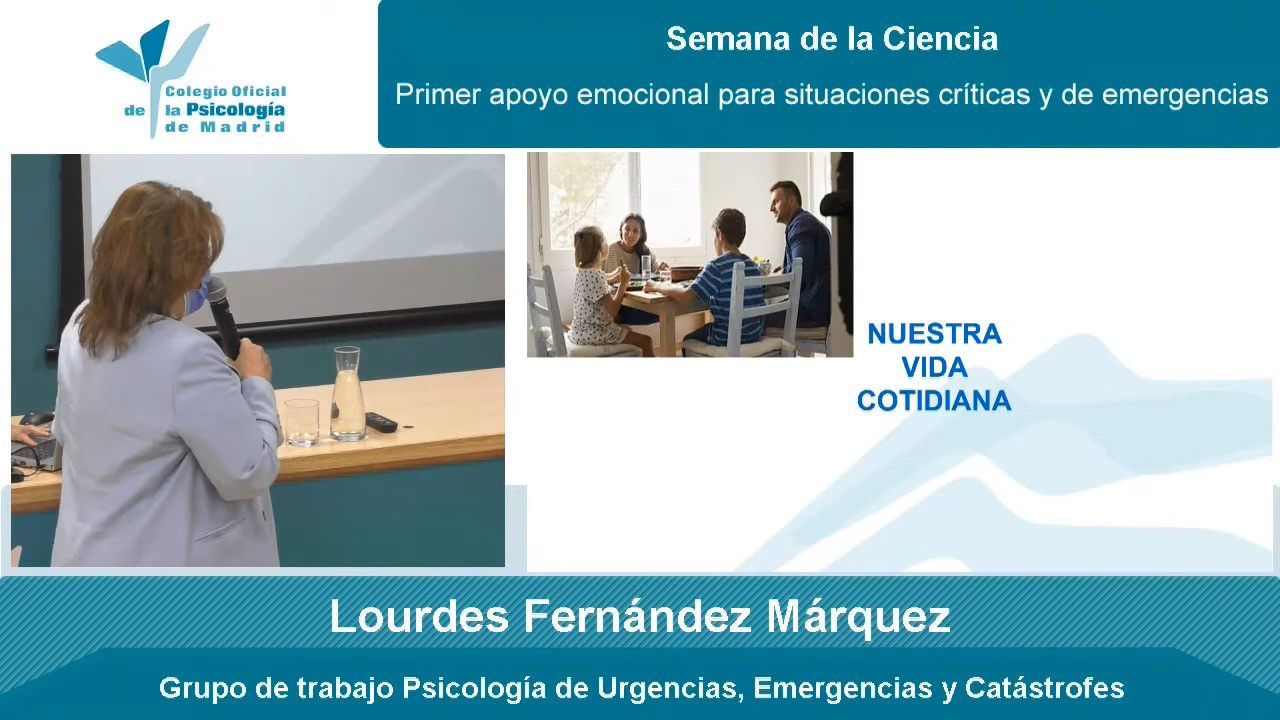 Colegio Oficial
de la Psicología
de Madrid
Semana de la Ciencia
Primer apoyo emocional para situaciones críticas y de emergencias
NUESTRA
VIDA
COTIDIANA
Lourdes Fernández Márquez
Grupo de trabajo Psicología de Urgencias, Emergencias y Catástrofes